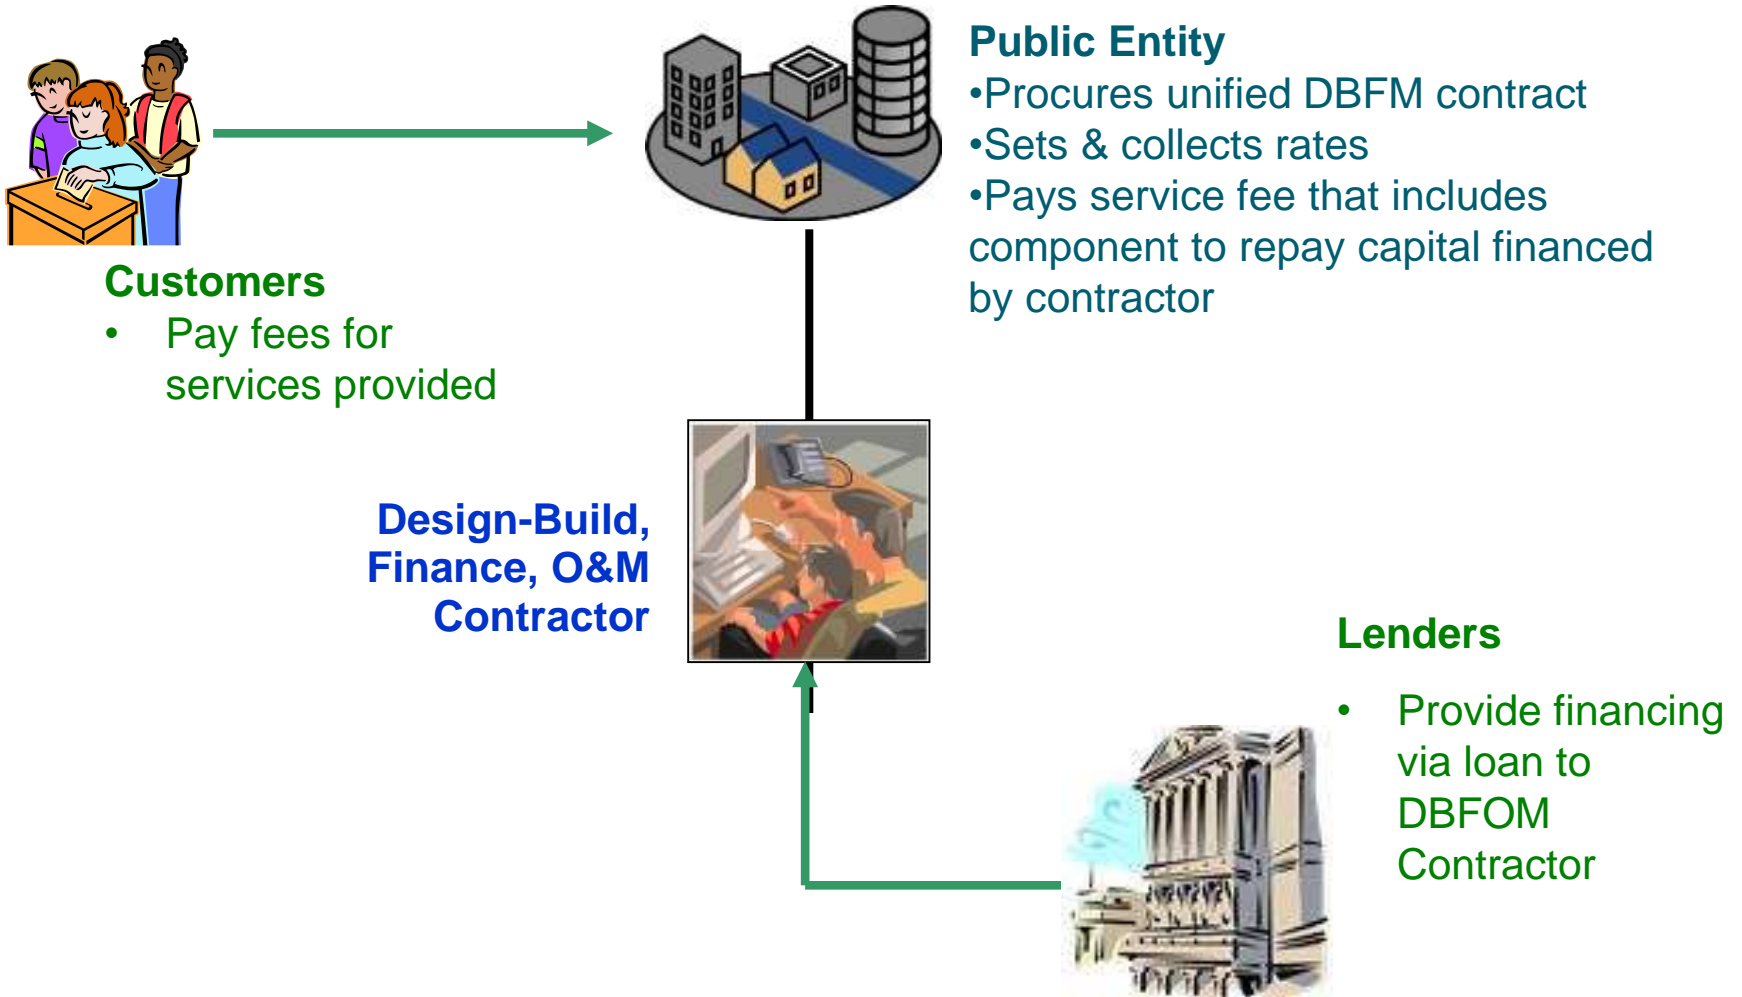 Public Entity
•Procures unified DBFM contract
•Sets & collects rates
•Pays service fee that includes
component to repay capital financed
by contractor
Customers
• Pay fees for
services provided
Design-Build,
Finance, O&M
Contractor
Lenders
• Provide financing
via loan to
DBFOM
Contractor